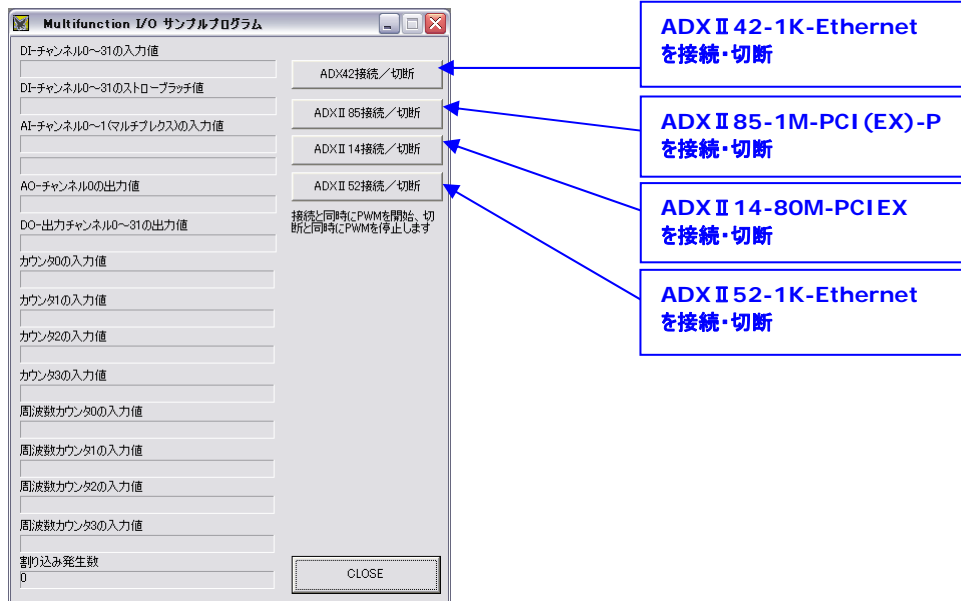 Multifunction I/O サンプルプログラム
DI-チャンネル0～31の入力値
DI-チャンネル0～31のストローブラッチ値
AI-チャンネル0～1(マルチプレクス)の入力値
AO-チャンネル0の出力値
DO-出力チャンネル0～31の出力値
カウンタ0の入力値
カウンタ1の入力値
カウンタ2の入力値
カウンタ3の入力値
周波数カウンタ0の入力値
周波数カウンタ1の入力値
周波数カウンタ2の入力値
周波数カウンタ3の入力値
割り込み発生数
0
ADX42接続／切断
ADXⅡ85接続／切断
ADXⅡ14接続／切断
ADXⅡ52接続／切断
接続と同時にPWMを開始、切
断と同時にPWMを停止します
CLOSE
ADXⅡ42-1K-Ethernet
を接続・切断
ADXⅡ85-1M-PCI(EX)-P
を接続・切断
ADXⅡ14-80M-PCIEX
を接続・切断
ADXⅡ52-1K-Ethernet
を接続・切断